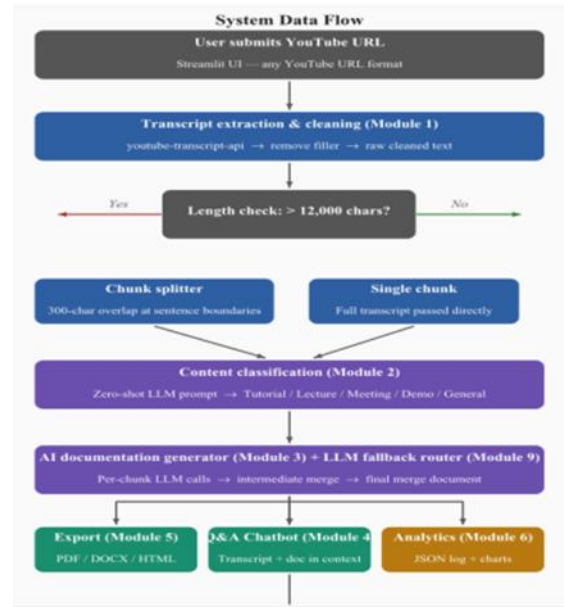 System Data Flow
User submits YouTube URL
Streamlit UI — any YouTube URL format
Transcript extraction & cleaning (Module 1)
youtube-transcript-api → remove filler → raw cleaned text
Yes
Length check: > 12,000 chars?
No
Chunk splitter
300-char overlap at sentence boundaries
Single chunk
Full transcript passed directly
Content classification (Module 2)
Zero-shot LLM prompt → Tutorial / Lecture / Meeting / Demo / General
AI documentation generator (Module 3) + LLM fallback router (Module 9)
Per-chunk LLM calls → intermediate merge → final merge document
Export (Module 5)
PDF / DOCX / HTML
Q&A Chatbot (Module 4
Transcript + doc in context
Analytics (Module 6)
JSON log + charts